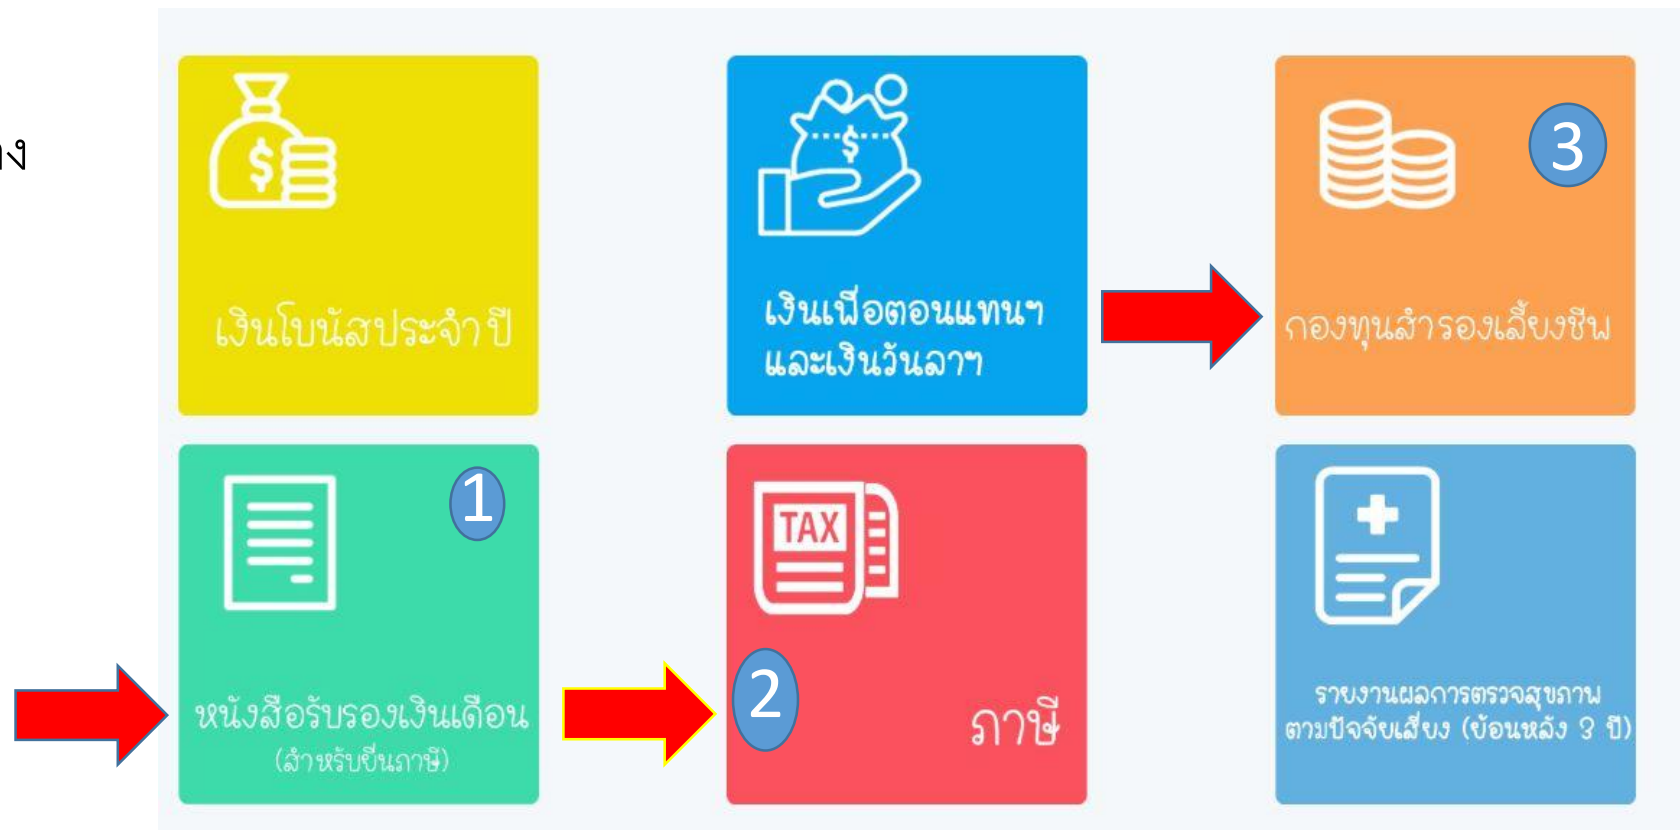 เงินโบนัสประจำปี
เงินเพื่อตอนแทนฯ
และเงินวันลาฯ
3
กองทุนสำรองเลี้ยงชีพ
1
หนังสือรับรองเงินเดือน
(สำหรับยื่นภาษี)
TAX
2
ภาษี
รายงานผลการตรวจสุขภาพ
ตามปัจจัยเสี่ยง (ย้อนหลัง 3 ปี)